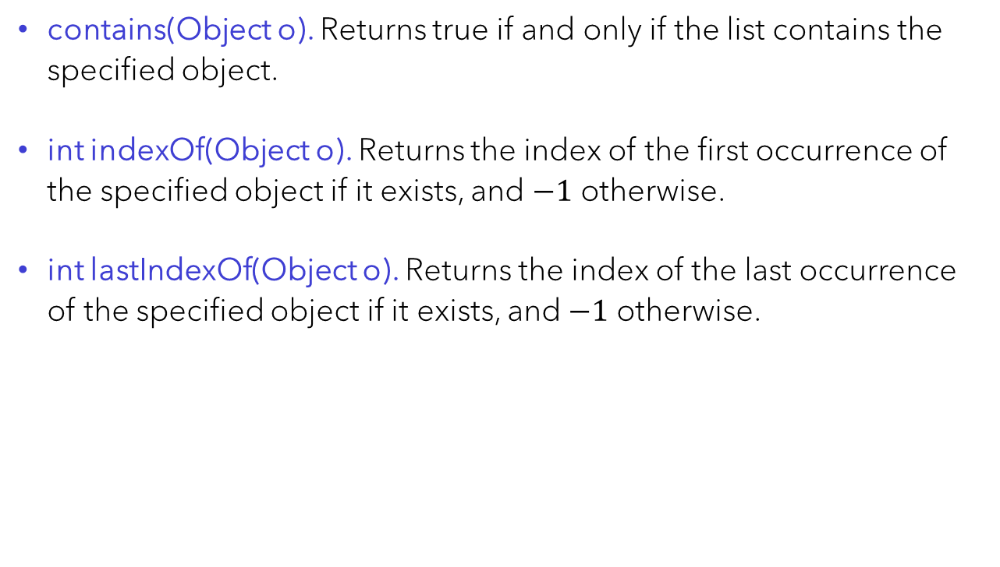 • contains(Object o). Returns true if and only if the list contains the
specified object.
• int indexOf(Object o). Returns the index of the first occurrence of
the specified object if it exists, and −1 otherwise.
• int lastIndexOf(Object o). Returns the index of the last occurrence
of the specified object if it exists, and −1 otherwise.